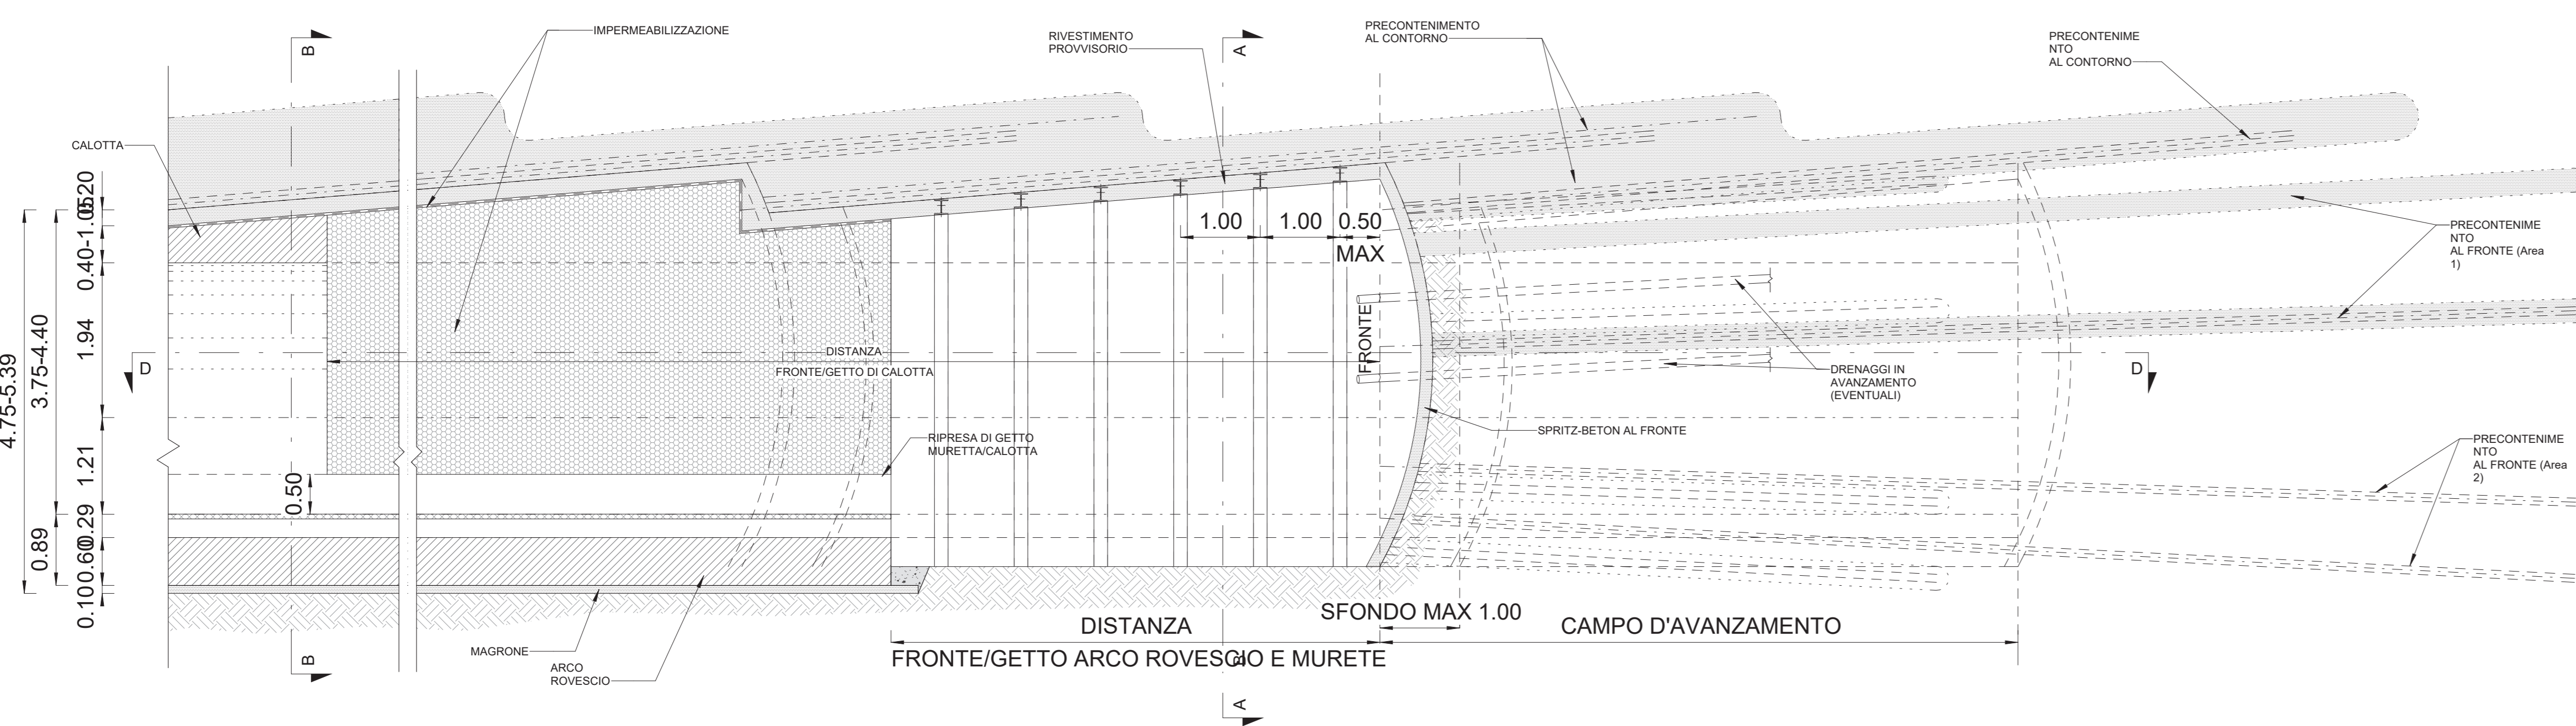 B
IMPERMEABILIZZAZIONE
RIVESTIMENTO
PROVVISORIO
A
PRECONTENIMENTO
AL CONTORNO
PRECONTENIME
NTO
AL CONTORNO
CALOTTA
0.40-1.05
1.94
1.21
0.29
0.60
0.10
3.75-4.40
0.89
4.75-5.39
0.50
1.00
1.00
0.50
MAX
FRONTE
PRECONTENIME
NTO
AL FRONTE (Area
1)
D
DISTANZA
FRONTE/GETTO DI CALOTTA
D
DRENAGGI IN
AVANZAMENTO
(EVENTUALI)
SPRITZ-BETON AL FRONTE
RIPRESA DI GETTO
MURETTA/CALOTTA
PRECONTENIME
NTO
AL FRONTE (Area
2)
SFONDO MAX 1.00
DISTANZA
FRONTE/GETTO ARCO ROVESCIO E MURETE
CAMPO D'AVANZAMENTO
MAGRONE
ARCO
ROVESCIO
B
B
A